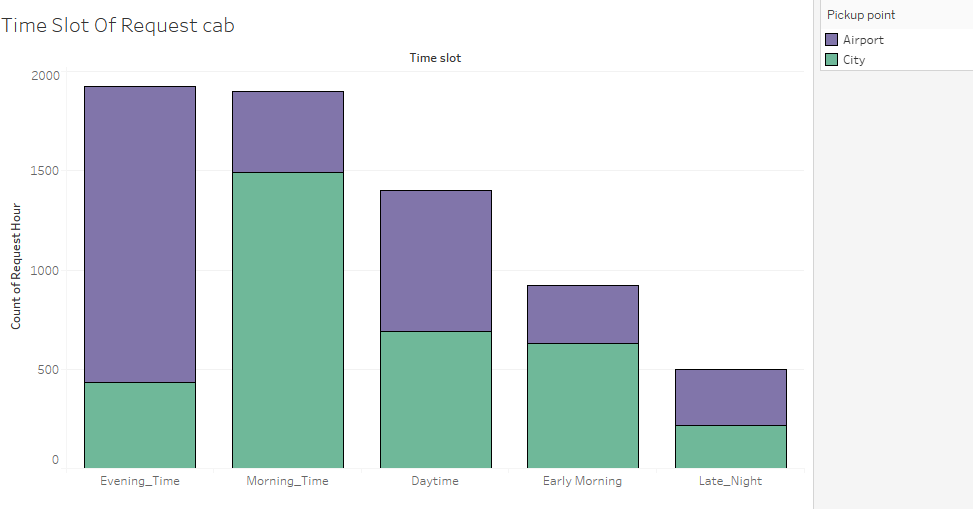 Time Slot Of Request cab
Time slot
Count of Request Hour
2000
1500
1000
500
0
Evening_Time
Morning_Time
Daytime
Early Morning
Late_Night
Pickup point
Airport
City